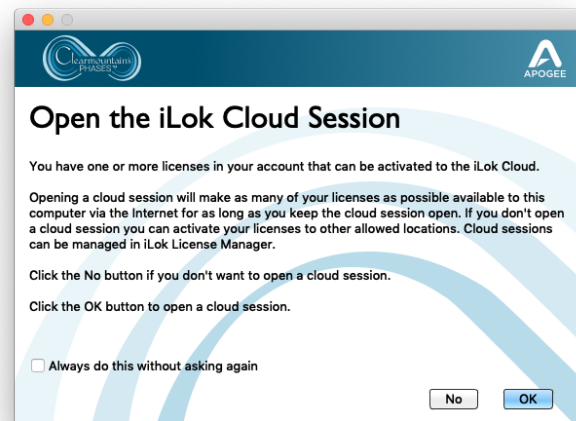 Clearmountain's
PHASES™
APOGEE
Open the iLok Cloud Session
You have one or more licenses in your account that can be activated to the iLok Cloud.
Opening a cloud session will make as many of your licenses as possible available to this
computer via the Internet for as long as you keep the cloud session open. If you don't open
a cloud session you can activate your licenses to other allowed locations. Cloud sessions
can be managed in iLok License Manager.
Click the No button if you don't want to open a cloud session.
Click the OK button to open a cloud session.
Always do this without asking again
No
OK